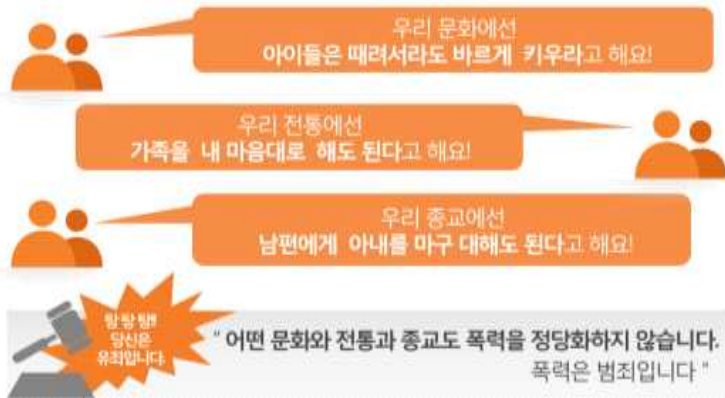 우리 문화에선
아이들은 때려서라도 바르게 키우라고 해요!
우리 전통에선
가족을 내 마음대로 해도 된다고 해요!
우리 종교에선
남편에게 아내를 마구 대해도 된다고 해요!
탕탕탕!!
당신은
유죄입니다.
" 어떤 문화와 전통과 종교도 폭력을 정당화하지 않습니다.
폭력은 범죄입니다 "